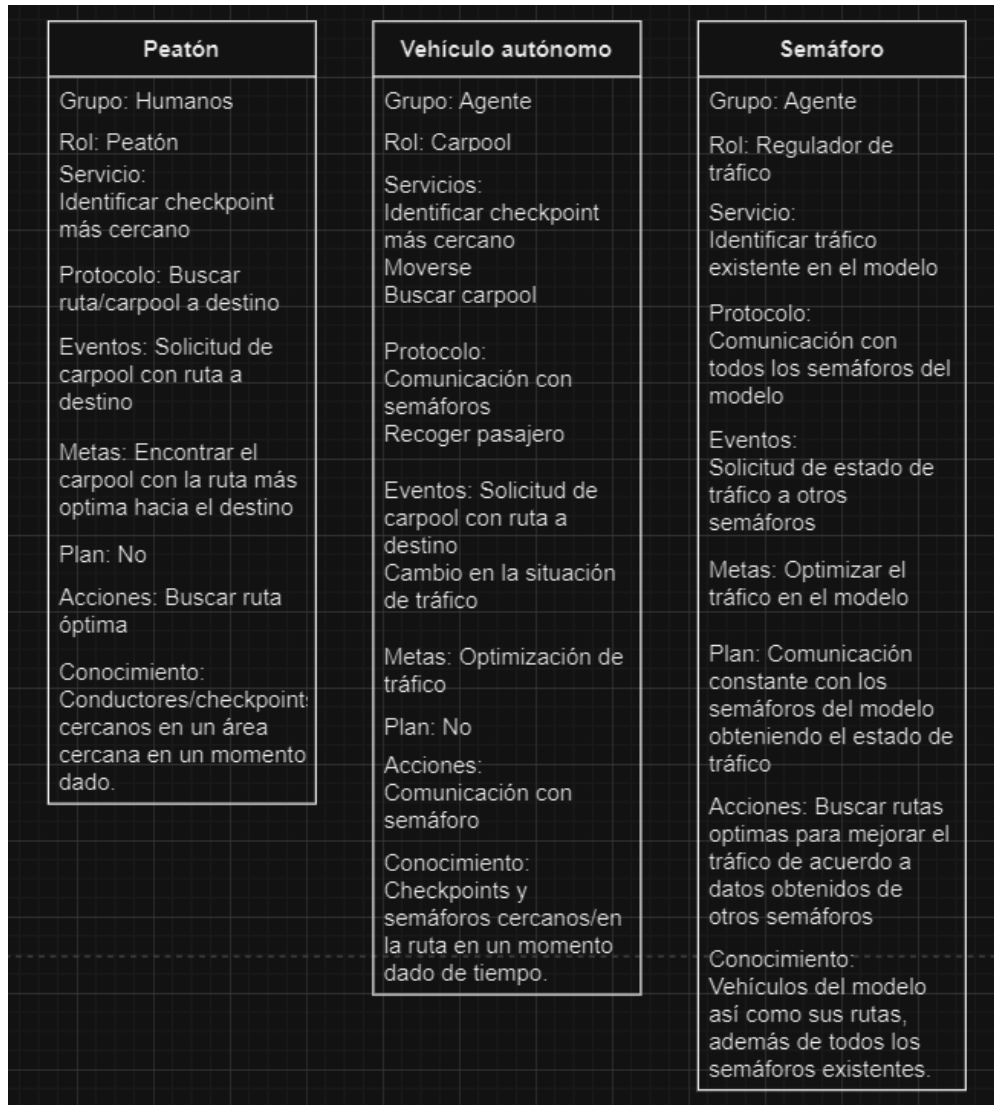 Peatón
Grupo: Humanos
Rol: Peatón
Servicio:
Identificar checkpoint
más cercano
Protocolo: Buscar
ruta/carpool a destino
Eventos: Solicitud de
carpool con ruta a
destino
Metas: Encontrar el
carpool con la ruta más
optima hacia el destino
Plan: No
Acciones: Buscar ruta
óptima
Conocimiento:
Conductores/checkpoints
cercanos en un área
cercana en un momento
dado.
Vehículo autónomo
Grupo: Agente
Rol: Carpool
Servicios:
Identificar checkpoint
más cercano
Moverse
Buscar carpool
Protocolo:
Comunicación con
semáforos
Recoger pasajero
Eventos: Solicitud de
carpool con ruta a
destino
Cambio en la situación
de tráfico
Metas: Optimización de
tráfico
Plan: No
Acciones:
Comunicación con
semáforo
Conocimiento:
Checkpoints y
semáforos cercanos/en
la ruta en un momento
dado de tiempo.
Semáforo
Grupo: Agente
Rol: Regulador de
tráfico
Servicio:
Identificar tráfico
existente en el modelo
Protocolo:
Comunicación con
todos los semáforos del
modelo
Eventos:
Solicitud de estado de
tráfico a otros
semáforos
Metas: Optimizar el
tráfico en el modelo
Plan: Comunicación
constante con los
semáforos del modelo
obteniendo el estado de
tráfico
Acciones: Buscar rutas
optimas para mejorar el
tráfico de acuerdo a
datos obtenidos de
otros semáforos
Conocimiento:
Vehículos del modelo
así como sus rutas,
además de todos los
semáforos existentes.